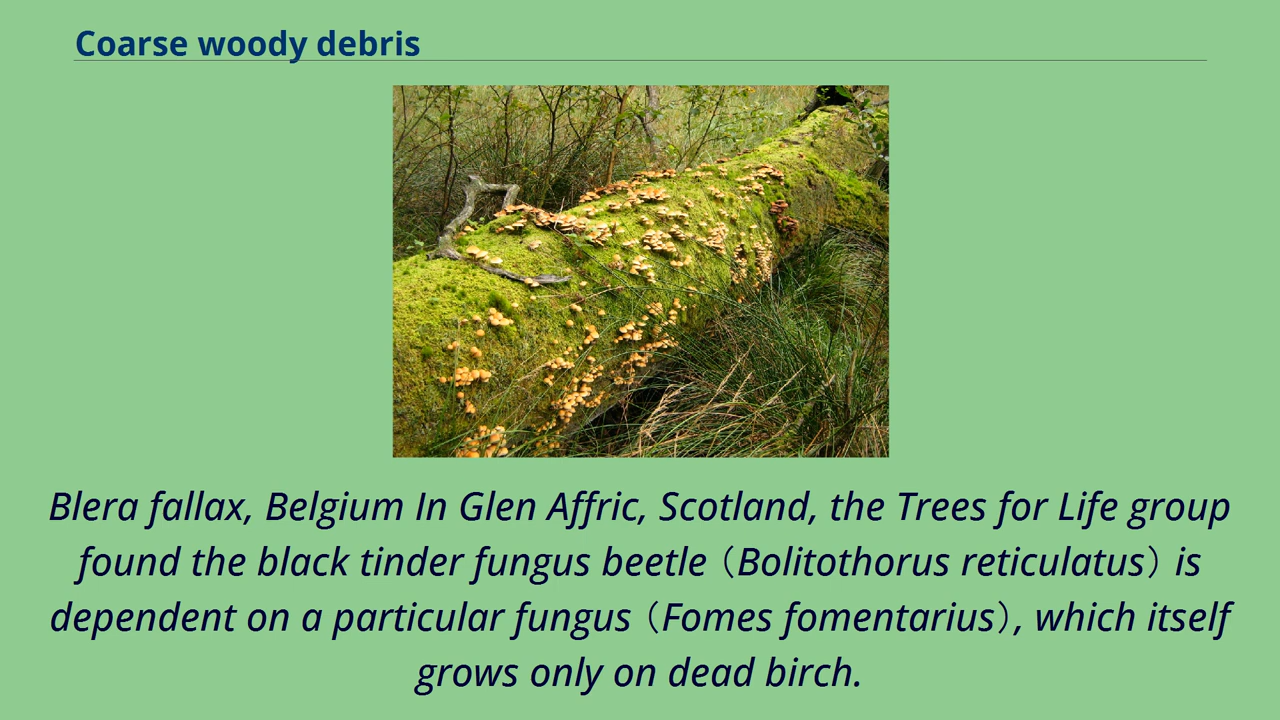 Coarse woody debris
Blera fallax, Belgium In Glen Affric, Scotland, the Trees for Life group
found the black tinder fungus beetle（Bolitothorus reticulatus）is
dependent on a particular fungus（Fomes fomentarius）, which itself
grows only on dead birch.